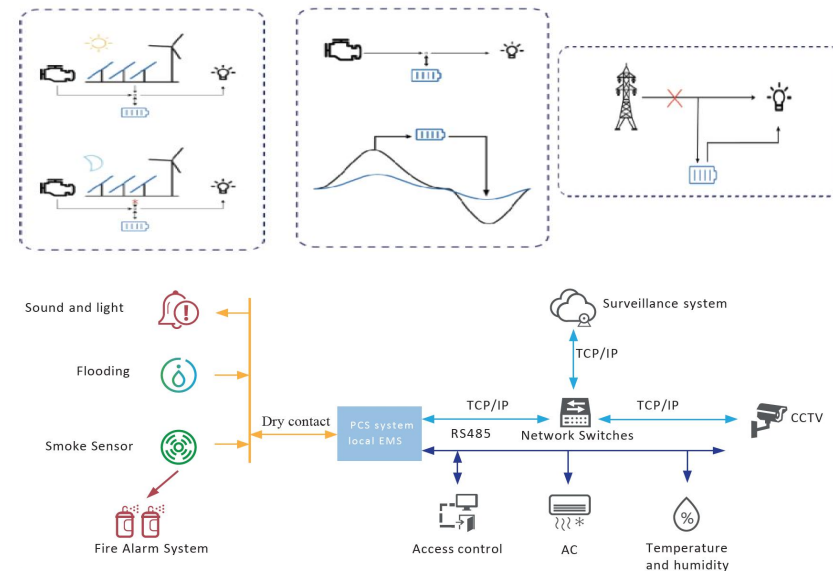 Sound and light
Surveillance system
TCP/IP
Flooding
TCP/IP
TCP/IP
Dry contact
PCS system
local EMS
CCTV
RS485
Network Switches
Smoke Sensor
%
Fire Alarm System
Access control
AC
Temperature
and humidity